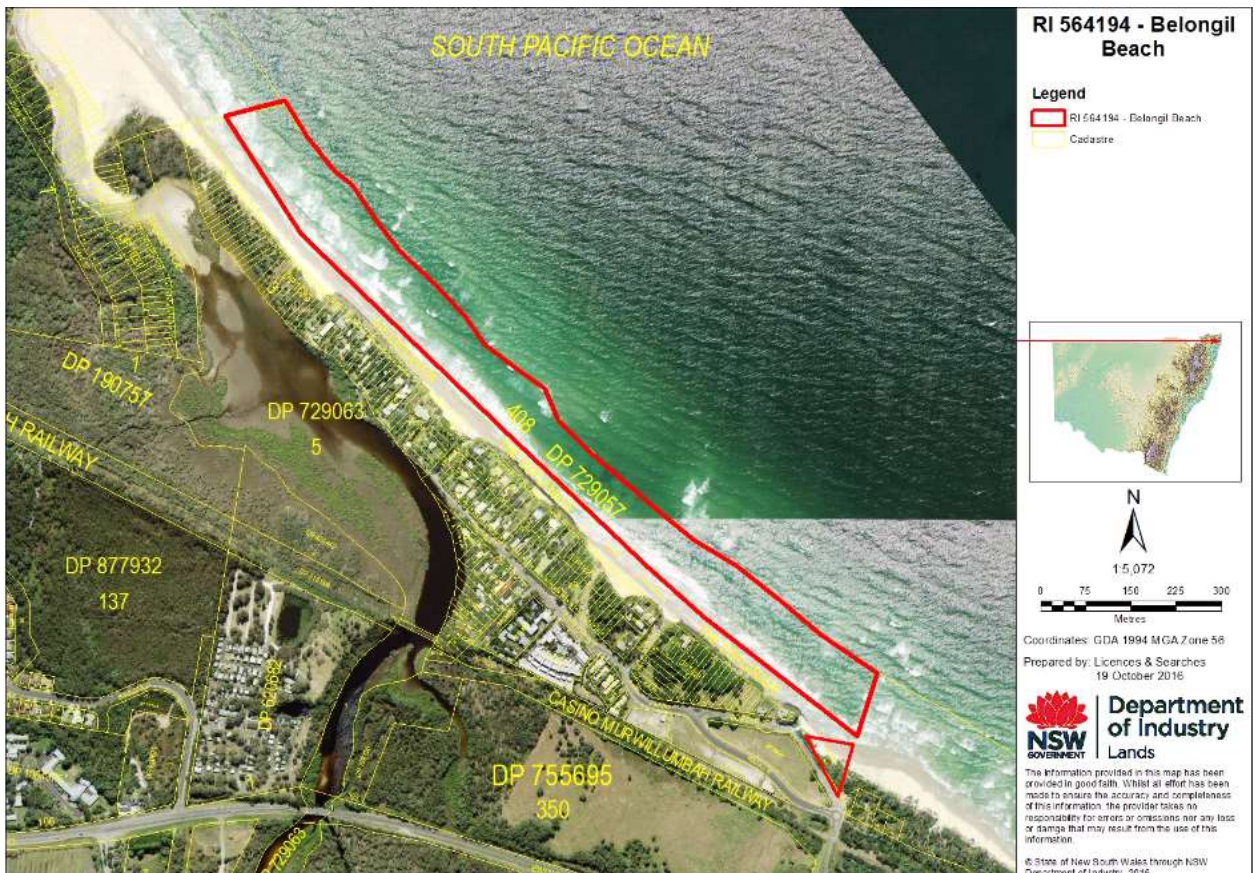 SOUTH PACIFIC OCEAN
DP 190757
1
DP 729063
5
H RAILWAY
DP 877932
137
408 DP 729057
CASINO MURWILLUMBAH RAILWAY
DP 755695
350
106
RI 564194 - Belongil
Beach
Legend
RI 564194 - Belongil Beach
Cadastre
N
1:5,072
0 75 150 225 300
Metres
Coordinates: GDA 1994 MGA Zone 56
Prepared by: Licences & Searches
19 October 2016
NSW
GOVERNMENT
Department
of Industry
Lands
The information provided in this map has been
provided in good faith. Whilst all effort has been
made to ensure the accuracy and completeness
of this information, the provider takes no
responsibility for errors or omissions nor any loss
or damge that may result from the use of this
information.
© State of New South Wales through NSW
Department of Industry, 2016